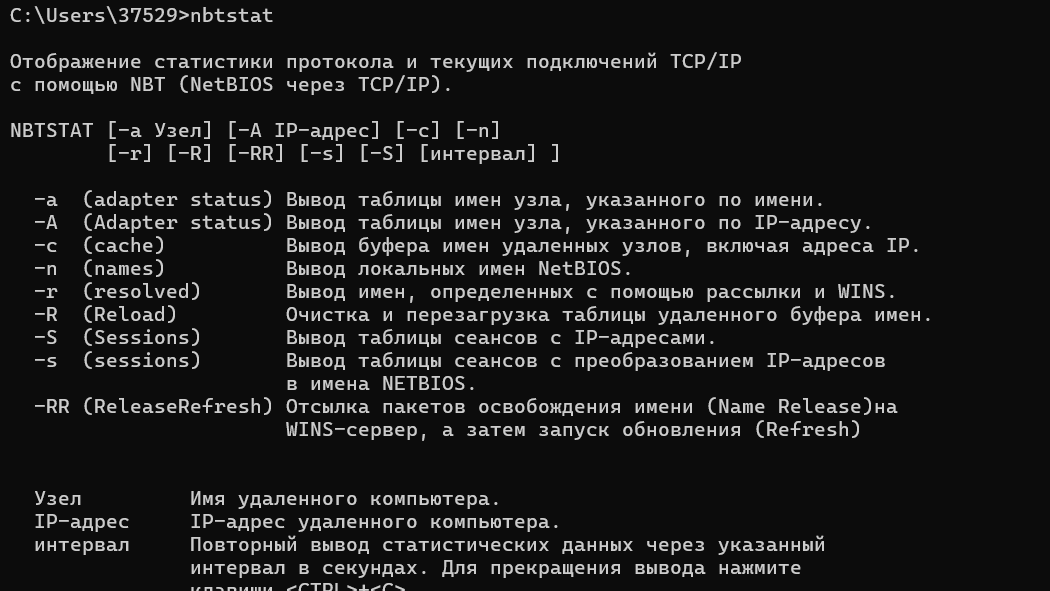 C:\Users\37529>nbtstat
Отображение статистики протокола и текущих подключений TCP/IP
с помощью NBT (NetBIOS через TCP/IP).
NBTSTAT [-a Узел] [-A IP-адрес] [-c] [-n]
[-r] [-R] [-RR] [-s] [-S] [интервал] ]
-a (adapter status) Вывод таблицы имен узла, указанного по имени.
-A (Adapter status) Вывод таблицы имен узла, указанного по IP-адресу.
-c (cache) Вывод буфера имен удаленных узлов, включая адреса IP.
-n (names) Вывод локальных имен NetBIOS.
-r (resolved) Вывод имен, определенных с помощью рассылки и WINS.
-R (Reload) Очистка и перезагрузка таблицы удаленного буфера имен.
-S (Sessions) Вывод таблицы сеансов с IP-адресами.
-s (sessions) Вывод таблицы сеансов с преобразованием IP-адресов
в имена NETBIOS.
-RR (ReleaseRefresh) Отсылка пакетов освобождения имени (Name Release)на
WINS-сервер, а затем запуск обновления (Refresh)
Узел Имя удаленного компьютера.
IP-адрес IP-адрес удаленного компьютера.
интервал Повторный вывод статистических данных через указанный
интервал в секундах. Для прекращения вывода нажмите
клавиши <CTRL>+<C>